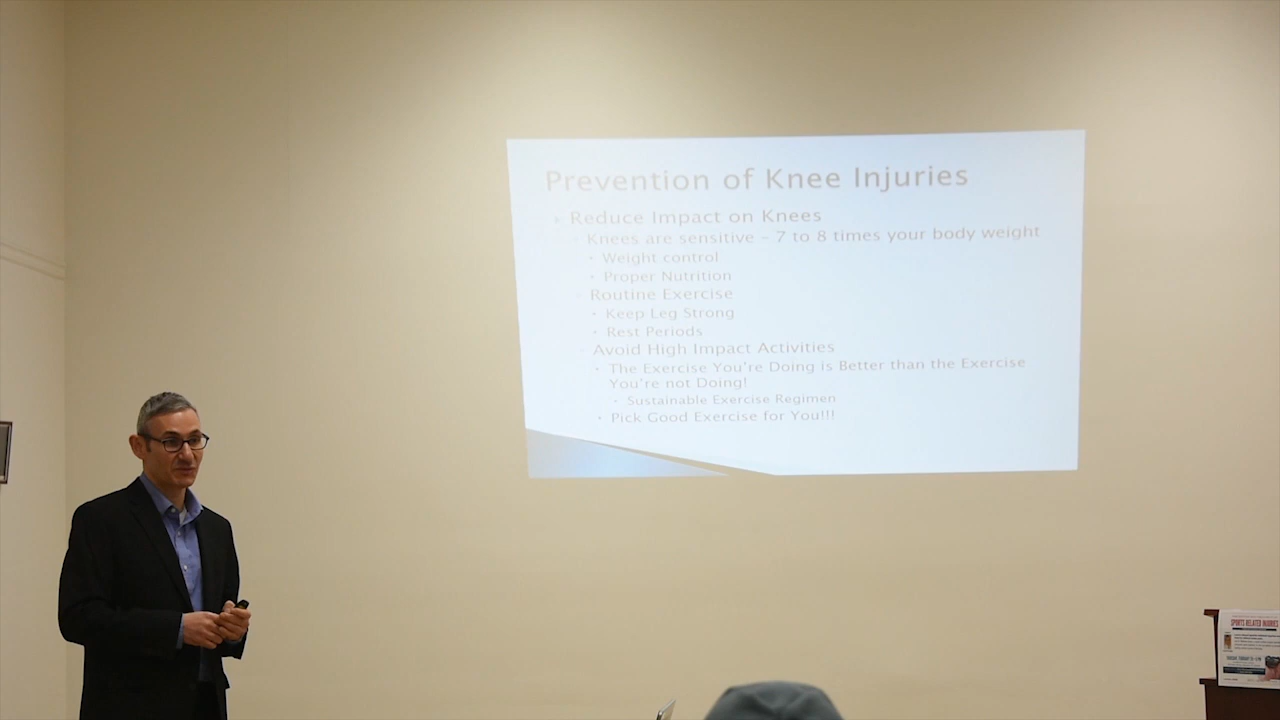 Prevention of Knee Injuries
Reduce Impact on Knees
Knees are sensitive – 7 to 8 times your body weight
Weight control
Proper Nutrition
Routine Exercise
Keep Leg Strong
Rest Periods
Avoid High Impact Activities
The Exercise You're Doing is Better than the Exercise
You're not Doing!
Sustainable Exercise Regimen
Pick Good Exercise for You!!!
SPORTS RELATED INJURIES